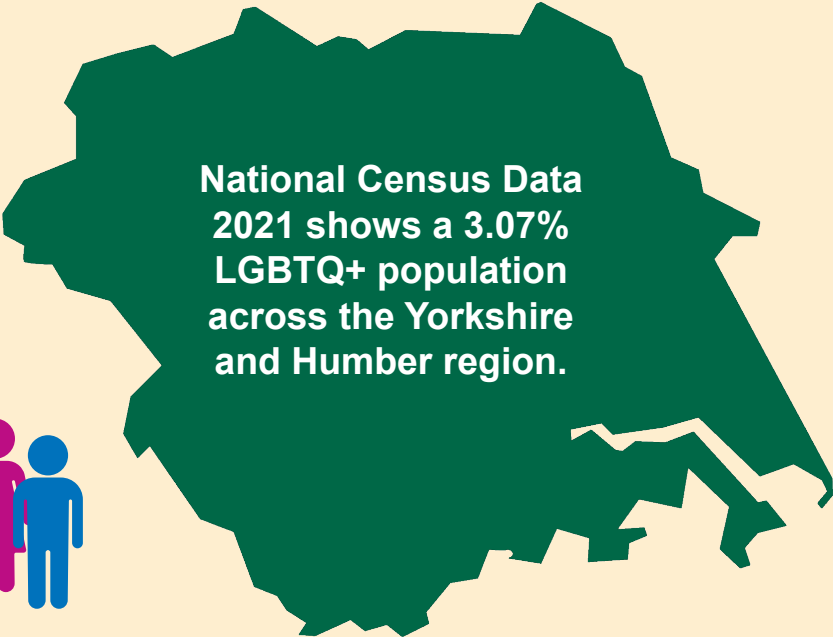 National Census Data
2021 shows a 3.07%
LGBTQ+ population
across the Yorkshire
and Humber region.